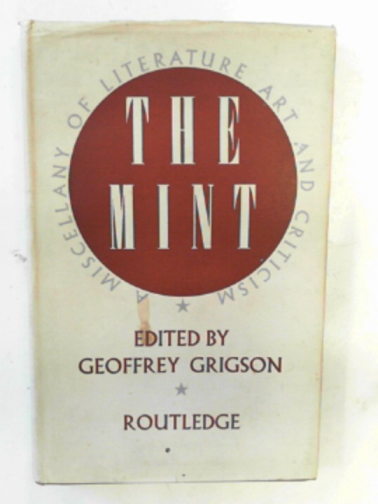 A MISCELLANY OF LITERATURE ART AND CRITICISM
THE
MINT
EDITED BY
GEOFFREY GRIGSON
ROUTLEDGE